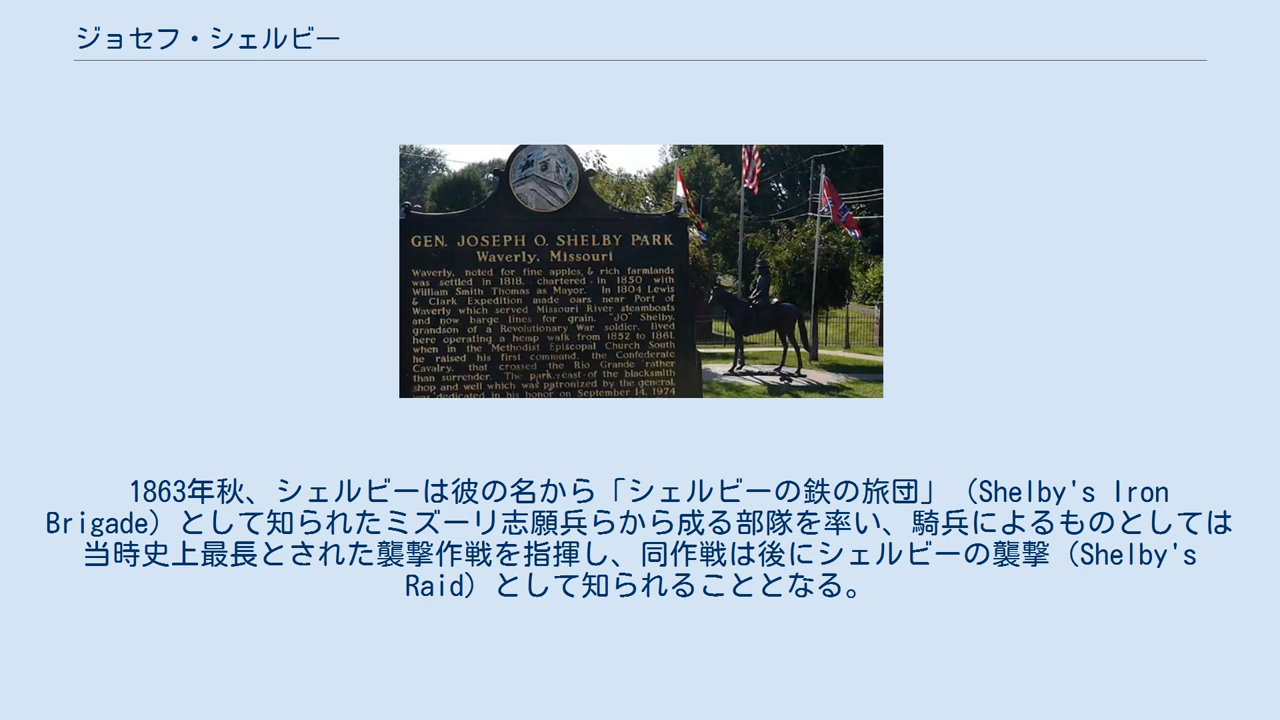 ジョセフ・シェルビー
GEN. JOSEPH O. SHELBY PARK
Waverly, Missouri
Waverly, noted for fine apples, & rich farmlands
was settled in 1818, chartered in 1850 with
William Smith Thomas as Mayor. In 1804 Lewis
& Clark Expedition made oars near Port of
Waverly which served Missouri River steamboats
and now barge lines for grain. "JO" Shelby,
grandson of a Revolutionary War soldier, lived
here operating a hemp walk from 1852 to 1861,
when in the Methodist Episcopal Church South
he raised his first command, the Confederate
Cavalry, that crossed the Rio Grande rather
than surrender. The park, east of the blacksmith
shop and well which was patronized by the general,
was dedicated in his honor on September 14, 1974
1863年秋、シェルビーは彼の名から「シェルビーの鉄の旅団」（Shelby's Iron
Brigade）として知られたミズーリ志願兵らから成る部隊を率い、騎兵によるものとしては
当時史上最長とされた襲撃作戦を指揮し、同作戦は後にシェルビーの襲撃（Shelby's
Raid）として知られることとなる。